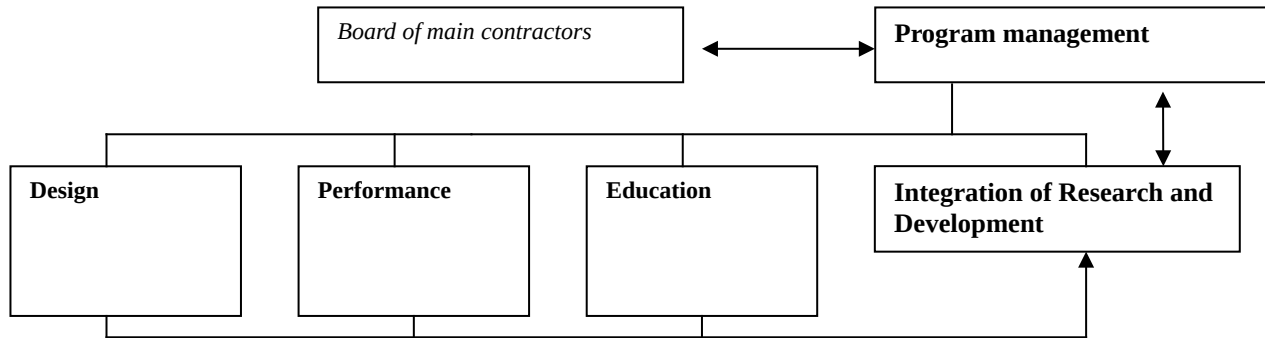 Board of main contractors
Program management
Design
Performance
Education
Integration of Research and
Development